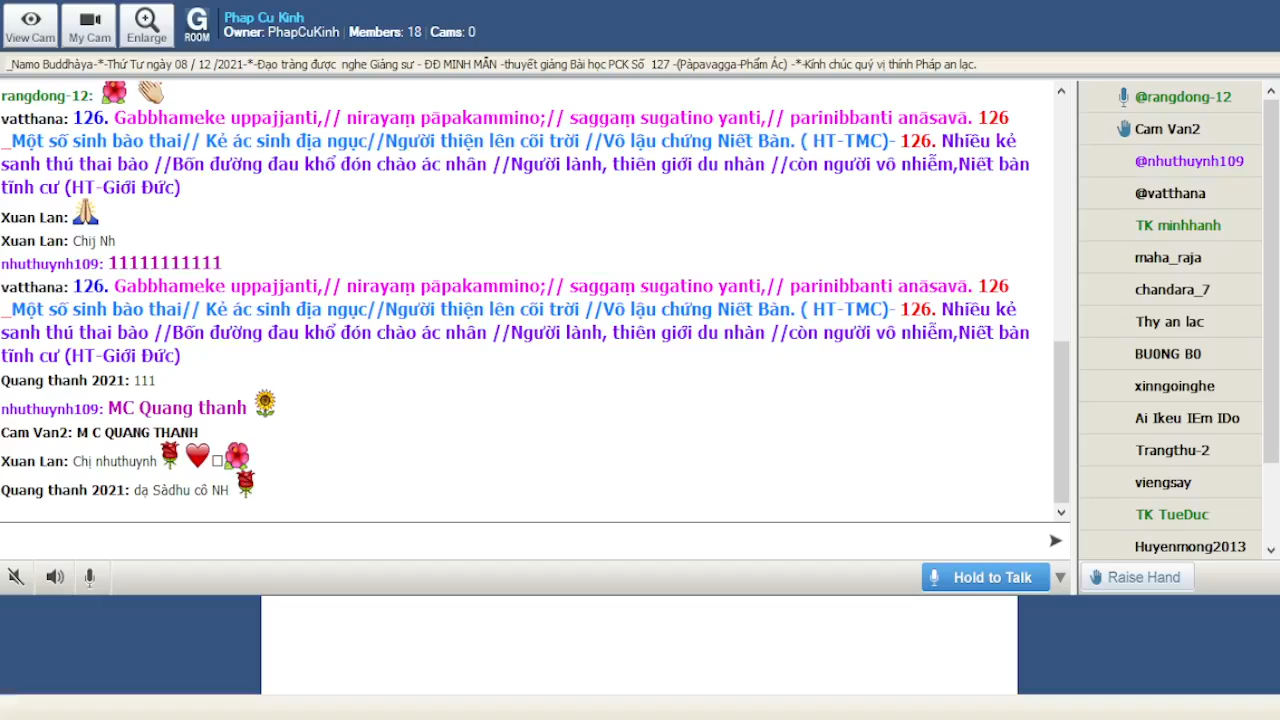 View Cam
My Cam
Enlarge
G
ROOM
Phap Cu Kinh
Owner: PhapCuKinh | Members: 18 | Cams: 0
_Namo Buddhàya-*-Thứ Tư ngày 08 / 12 /2021-*-Đạo tràng được nghe Giảng sư - ĐĐ MINH MẪN -thuyết giảng Bài học PCK Số 127 -(Pàpavagga-Phẩm Ác) -*-Kính chúc quý vị thính Pháp an lạc.
rangdong-12:
vatthana: 126. Gabbhameke uppajjanti,// nirayaṃ pāpakammino;// saggaṃ sugatino yanti,// parinibbanti anāsavā. 126
_Một số sinh bào thai// Kẻ ác sinh địa ngục//Người thiện lên cõi trời //Vô lậu chứng Niết Bàn. ( HT-TMC)- 126. Nhiều kẻ
sanh thú thai bào //Bốn đường đau khổ đón chào ác nhân //Người lành, thiên giới du nhàn //còn người vô nhiễm,Niết bàn
tĩnh cư (HT-Giới Đức)
Xuan Lan:
Xuan Lan: Chij Nh
nhuthuynh109: 11111111111
vatthana: 126. Gabbhameke uppajjanti,// nirayaṃ pāpakammino;// saggaṃ sugatino yanti,// parinibbanti anāsavā. 126
_Một số sinh bào thai// Kẻ ác sinh địa ngục//Người thiện lên cõi trời //Vô lậu chứng Niết Bàn. ( HT-TMC)- 126. Nhiều kẻ
sanh thú thai bào //Bốn đường đau khổ đón chào ác nhân //Người lành, thiên giới du nhàn //còn người vô nhiễm,Niết bàn
tĩnh cư (HT-Giới Đức)
Quang thanh 2021: 111
nhuthuynh109: MC Quang thanh
Cam Van2: M C QUANG THANH
Xuan Lan: Chị nhuthuynh
Quang thanh 2021: dạ Sàdhu cô NH
@rangdong-12
Cam Van2
@nhuthuynh109
@vatthana
TK minhhanh
maha_raja
chandara_7
Thy an lac
BU0NG B0
xinngoinghe
Ai Ikeu IEm IDo
Trangthu-2
viengsay
TK TueDuc
Huyenmong2013
Hold to Talk
Raise Hand